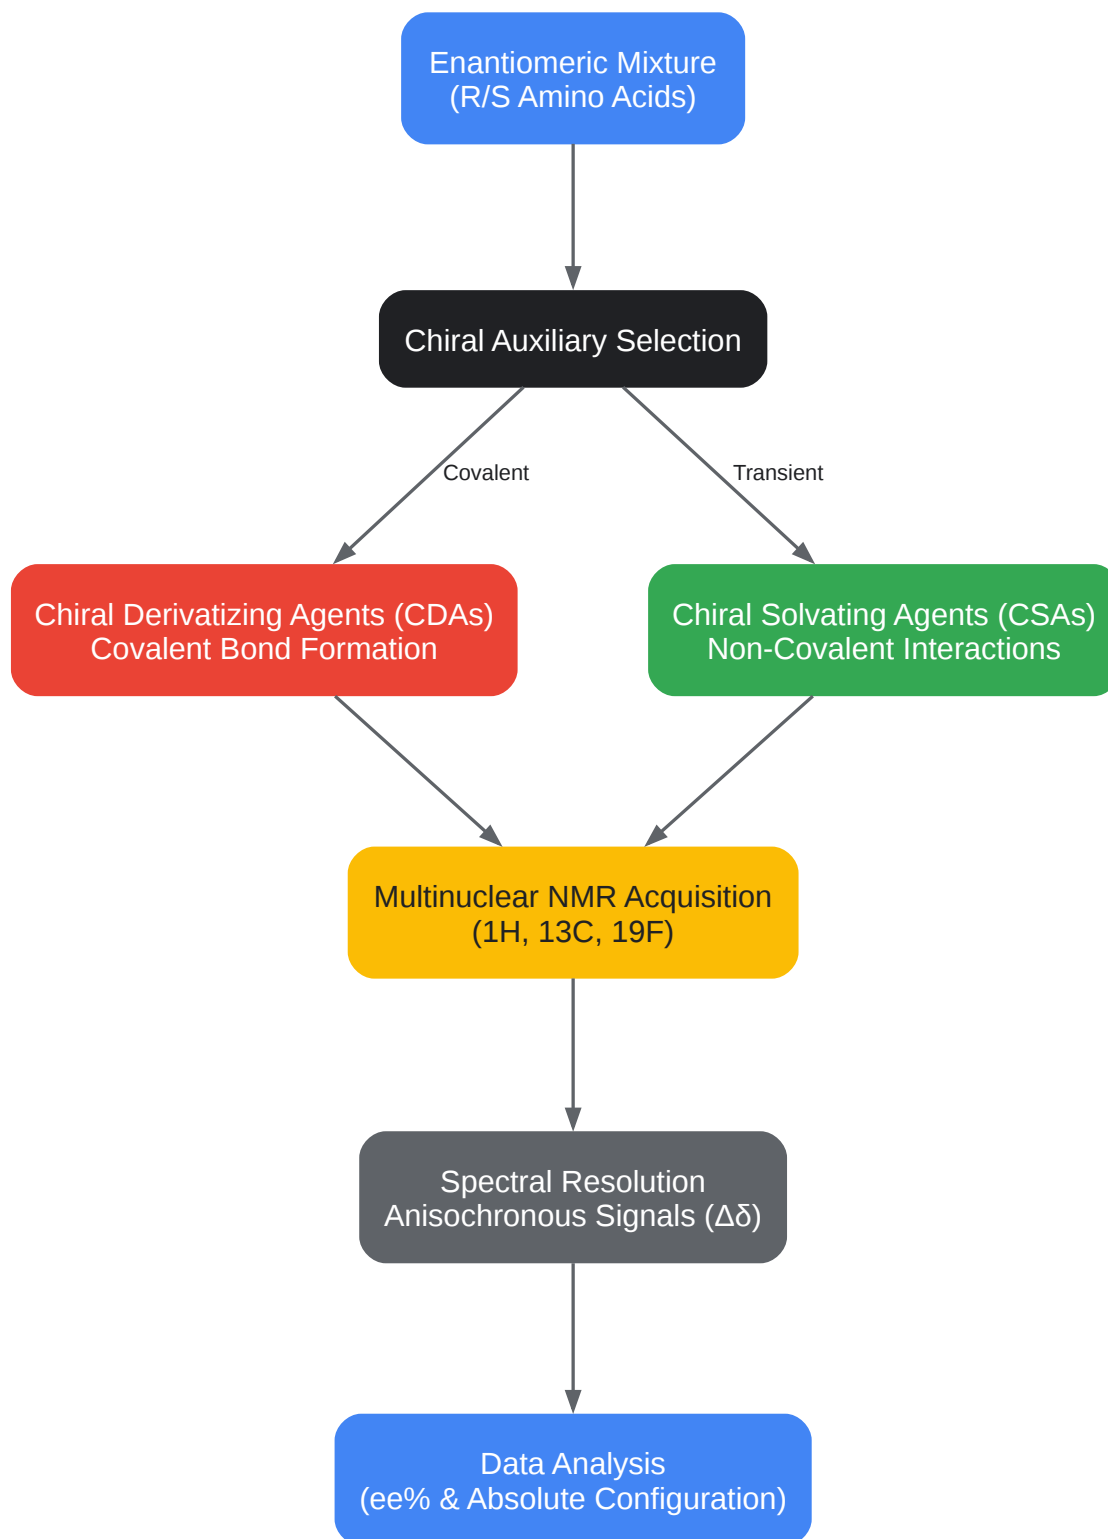 Enantiomeric Mixture
(R/S Amino Acids)
Chiral Auxiliary Selection
Covalent
Transient
Chiral Derivatizing Agents (CDAs)
Covalent Bond Formation
Chiral Solvating Agents (CSAs)
Non-Covalent Interactions
Multinuclear NMR Acquisition
(1H, 13C, 19F)
Spectral Resolution
Anisochronous Signals (Δδ)
Data Analysis
(ee% & Absolute Configuration)